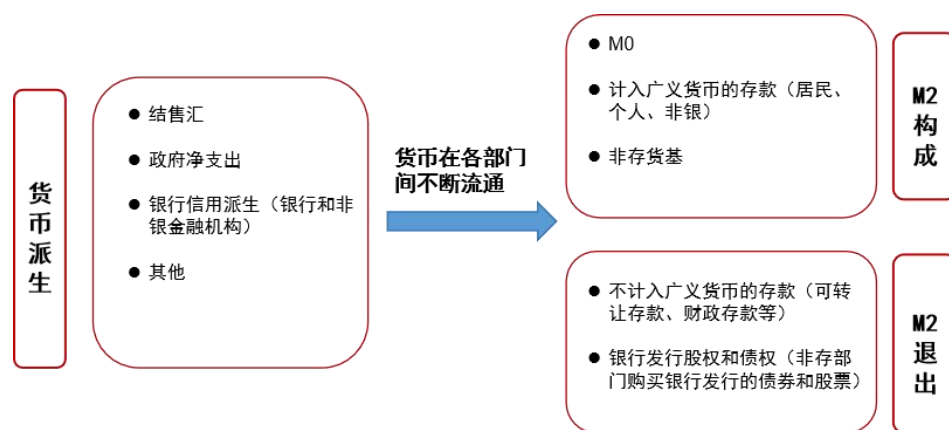 货币派生
结售汇
政府净支出
银行信用派生（银行和非
银金融机构）
其他
货币在各部门
间不断流通
M0
计入广义货币的存款（居民、
个人、非银）
非存货基
M2
构成
不计入广义货币的存款（可转
让存款、财政存款等）
银行发行股权和债权（非存部
门购买银行发行的债券和股票）
M2
退出